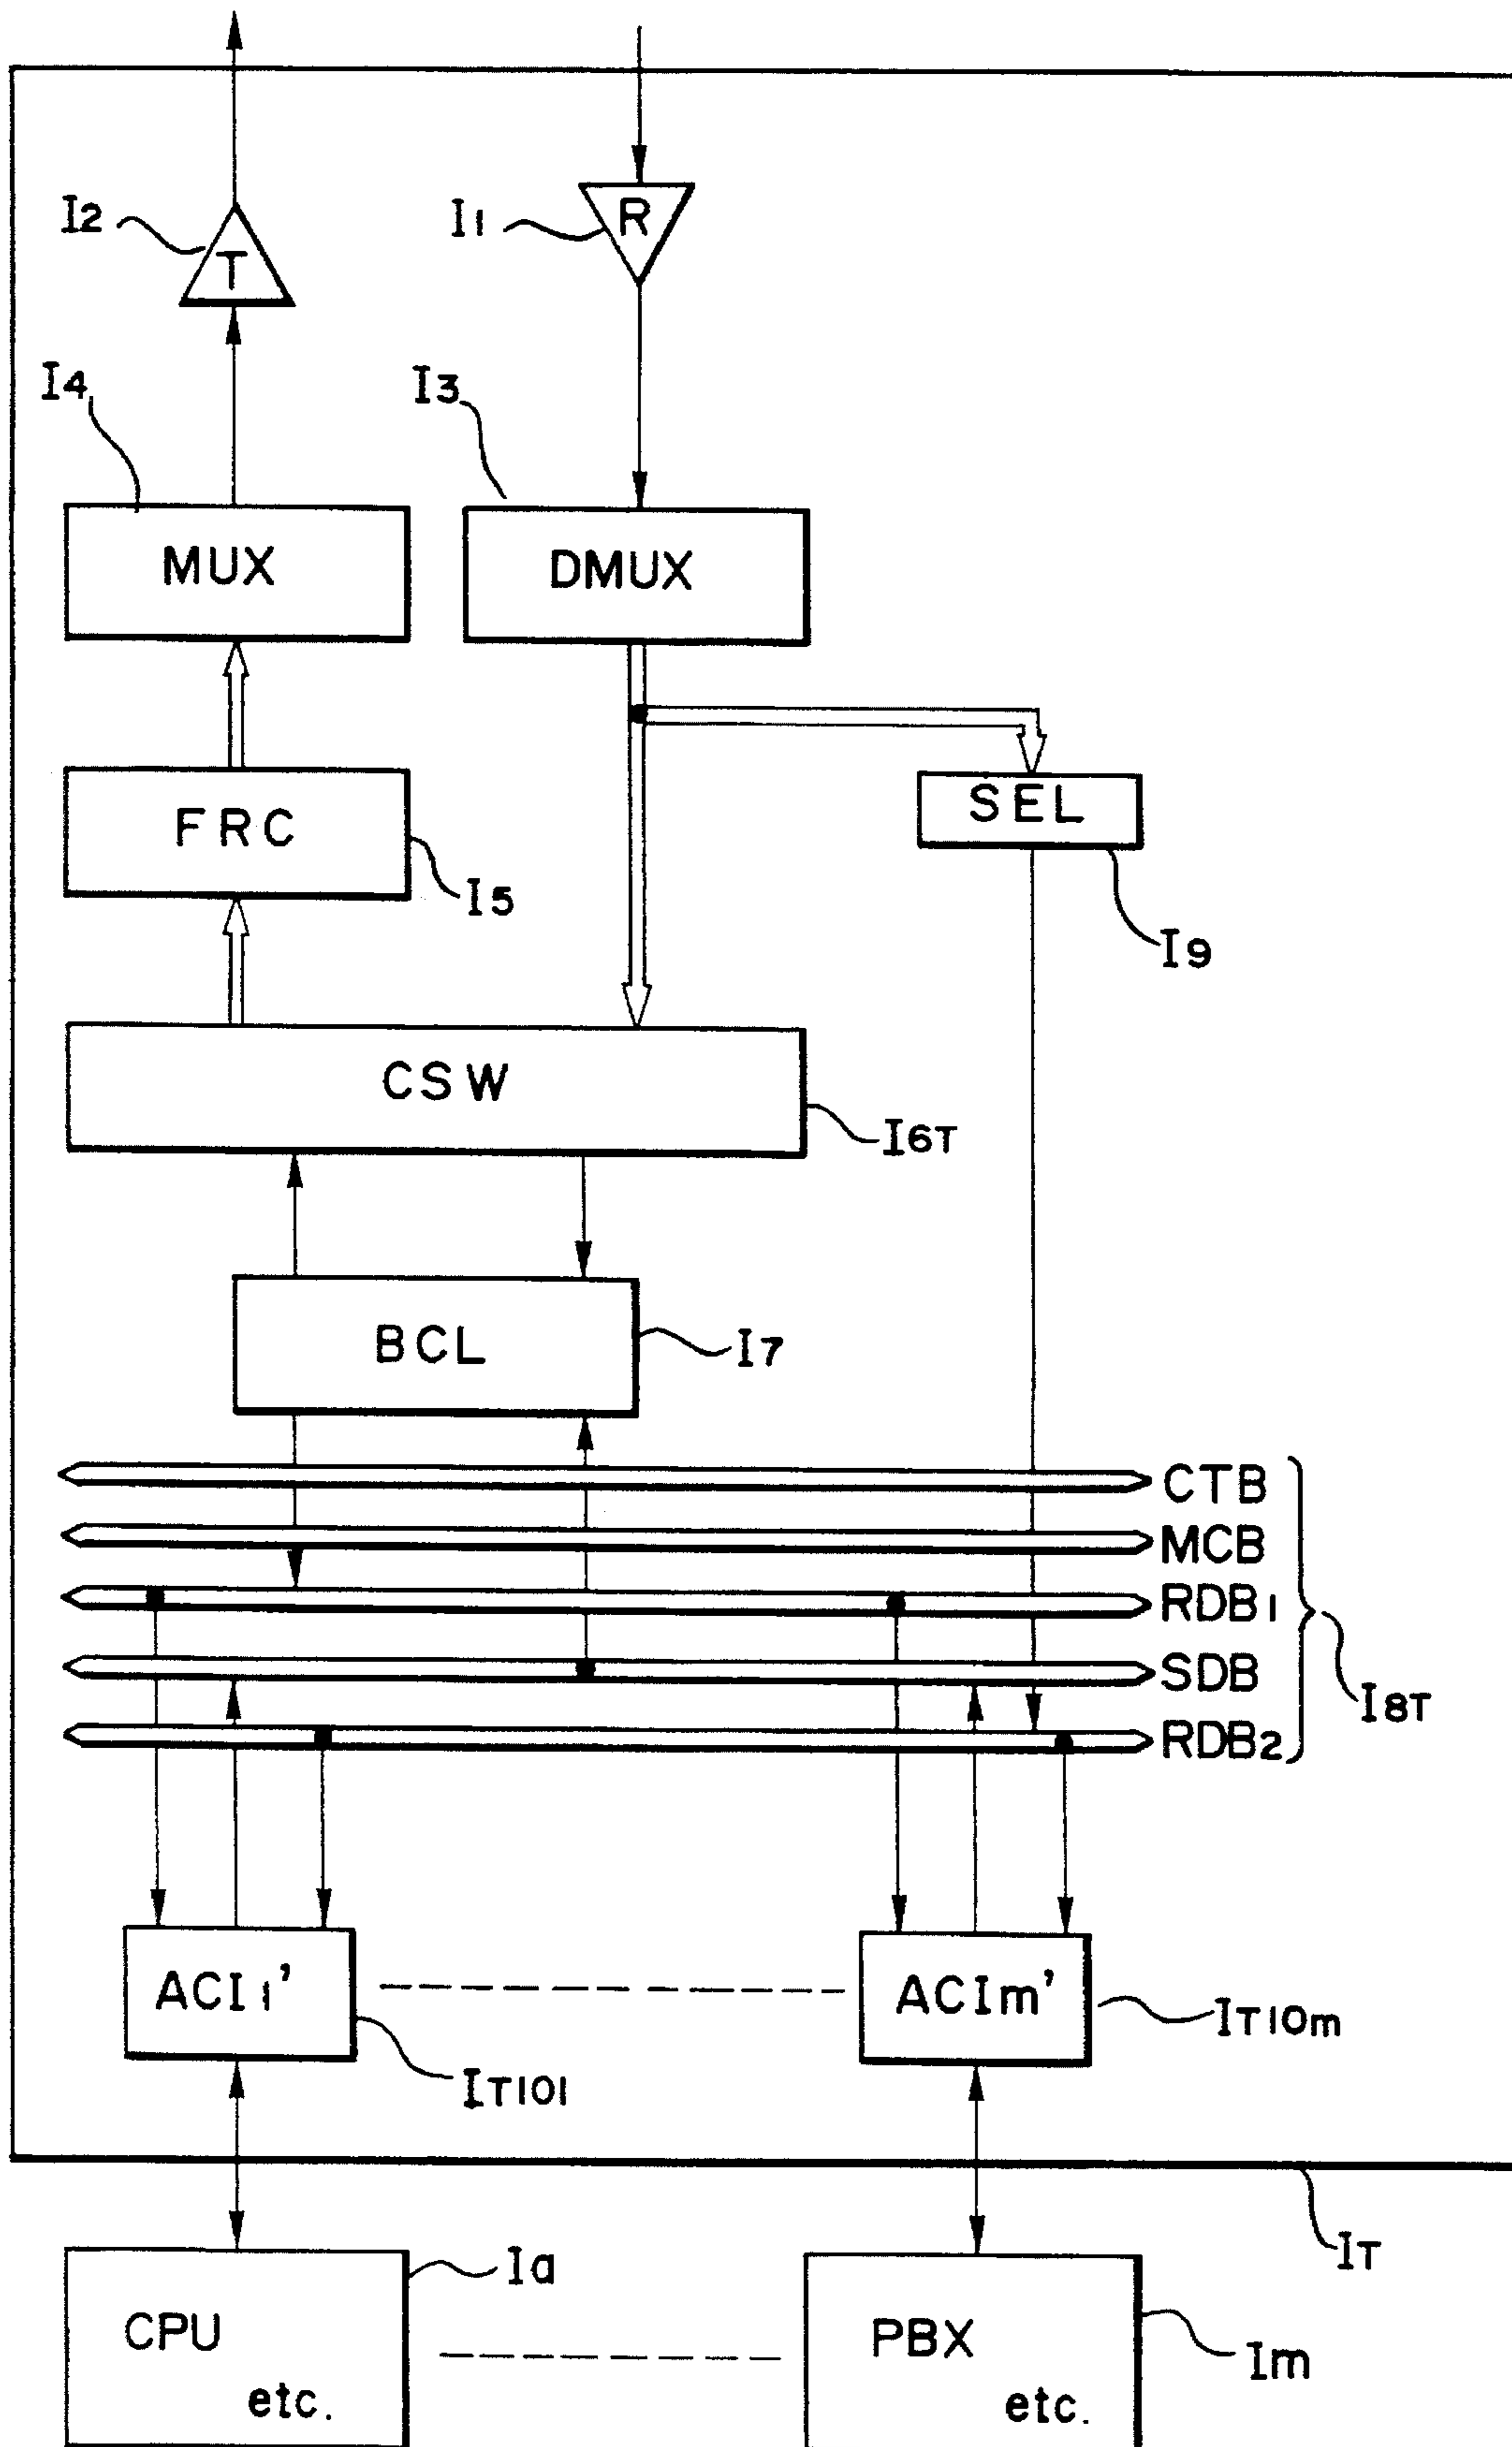 I2
T
I1
R
I4
I3
MUX
DMUX
FRC
SEL
I5
I9
CSW
I6T
BCL
I7
CTB
MCB
RDB1
SDB
I8T
RDB2
ACI1'
ACIm'
IT10m
IT101
IT
Ia
CPU
etc.
PBX
etc.
Im